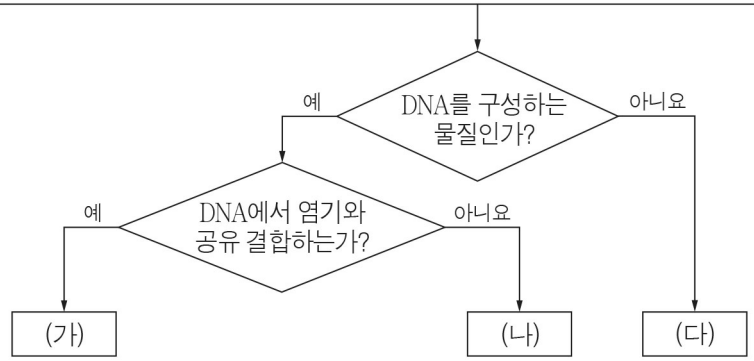 DNA를 구성하는
물질인가?
예
아니요
DNA에서 염기와
공유 결합하는가?
예
아니요
(가)
(나)
(다)